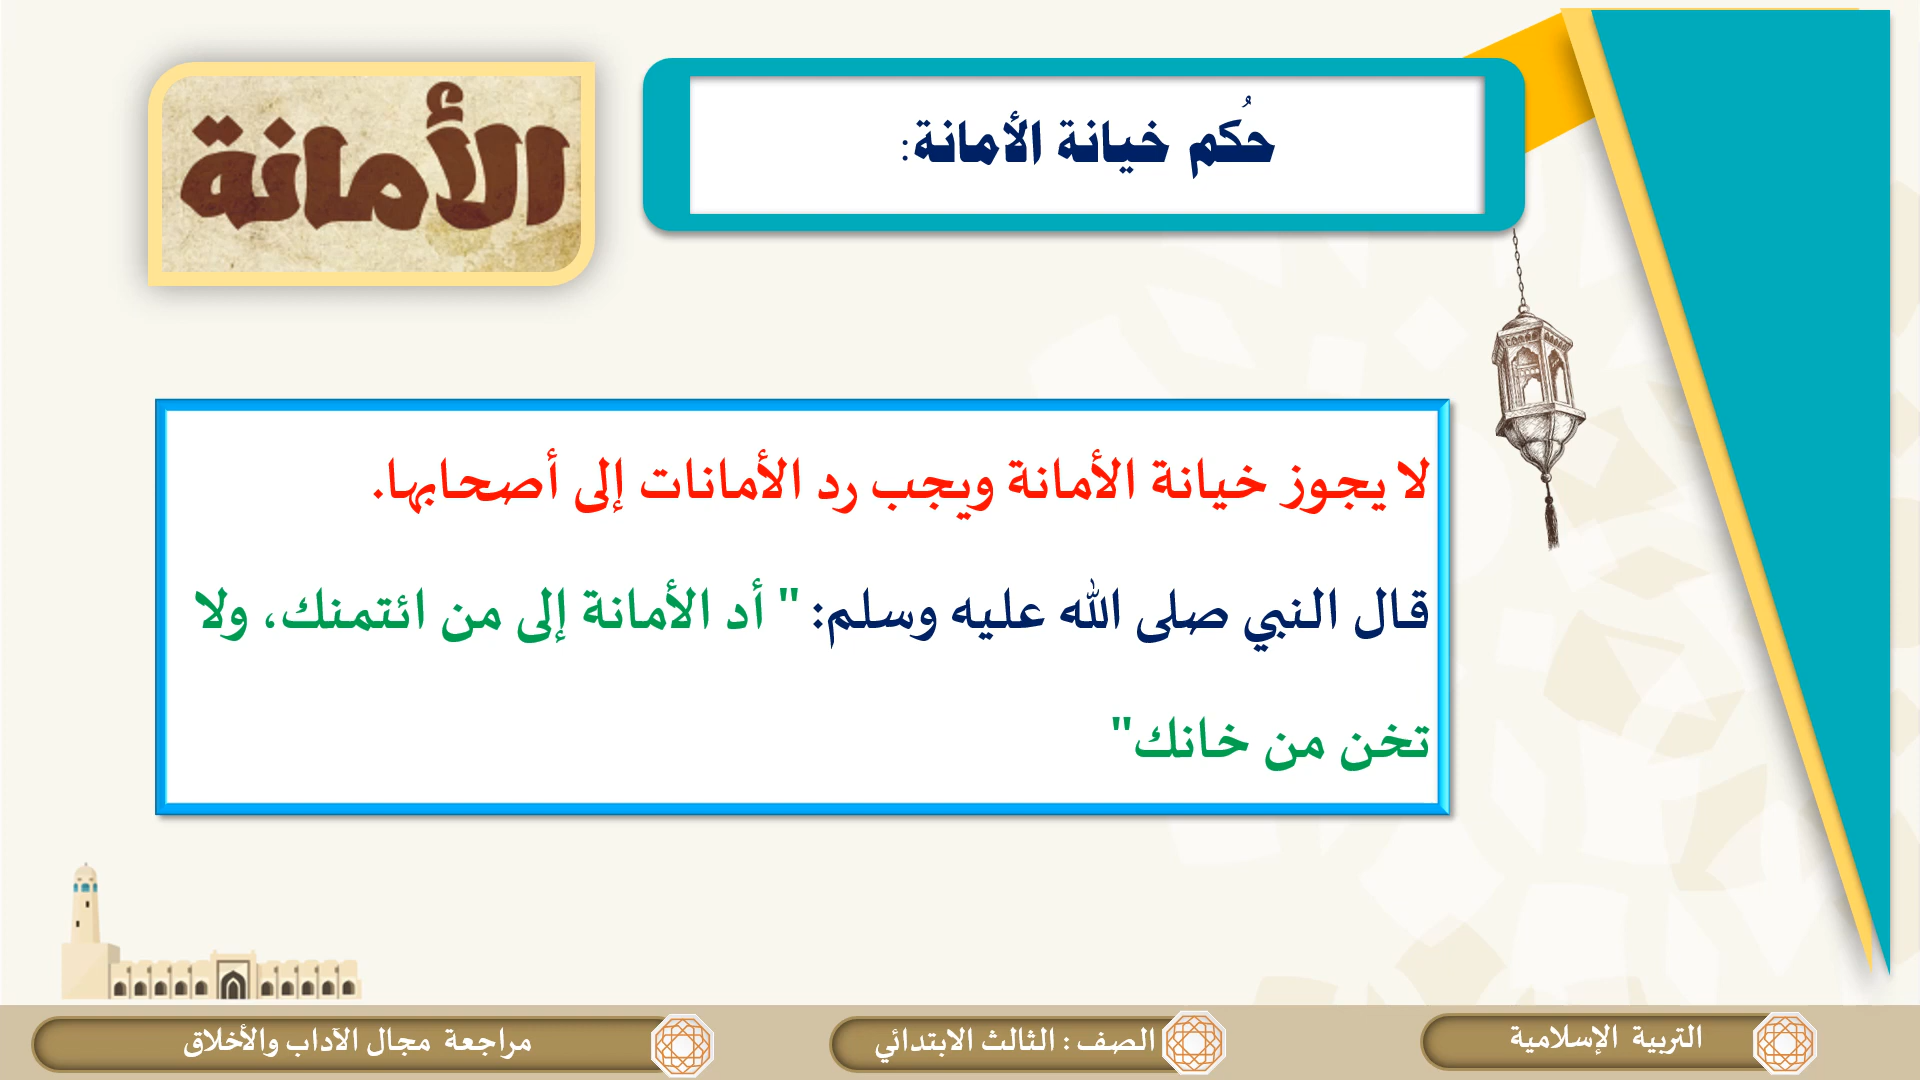 حُكم خيانة الأمانة:
الأمانة
لا يجوز خيانة الأمانة ويجب رد الأمانات إلى أصحابها.
قال النبي صلى الله عليه وسلم: " أد الأمانة إلى من ائتمنك، ولا
تخن من خانك"
التربية الإسلامية
الصف : الثالث الابتدائي
مراجعة مجال الآداب والأخلاق